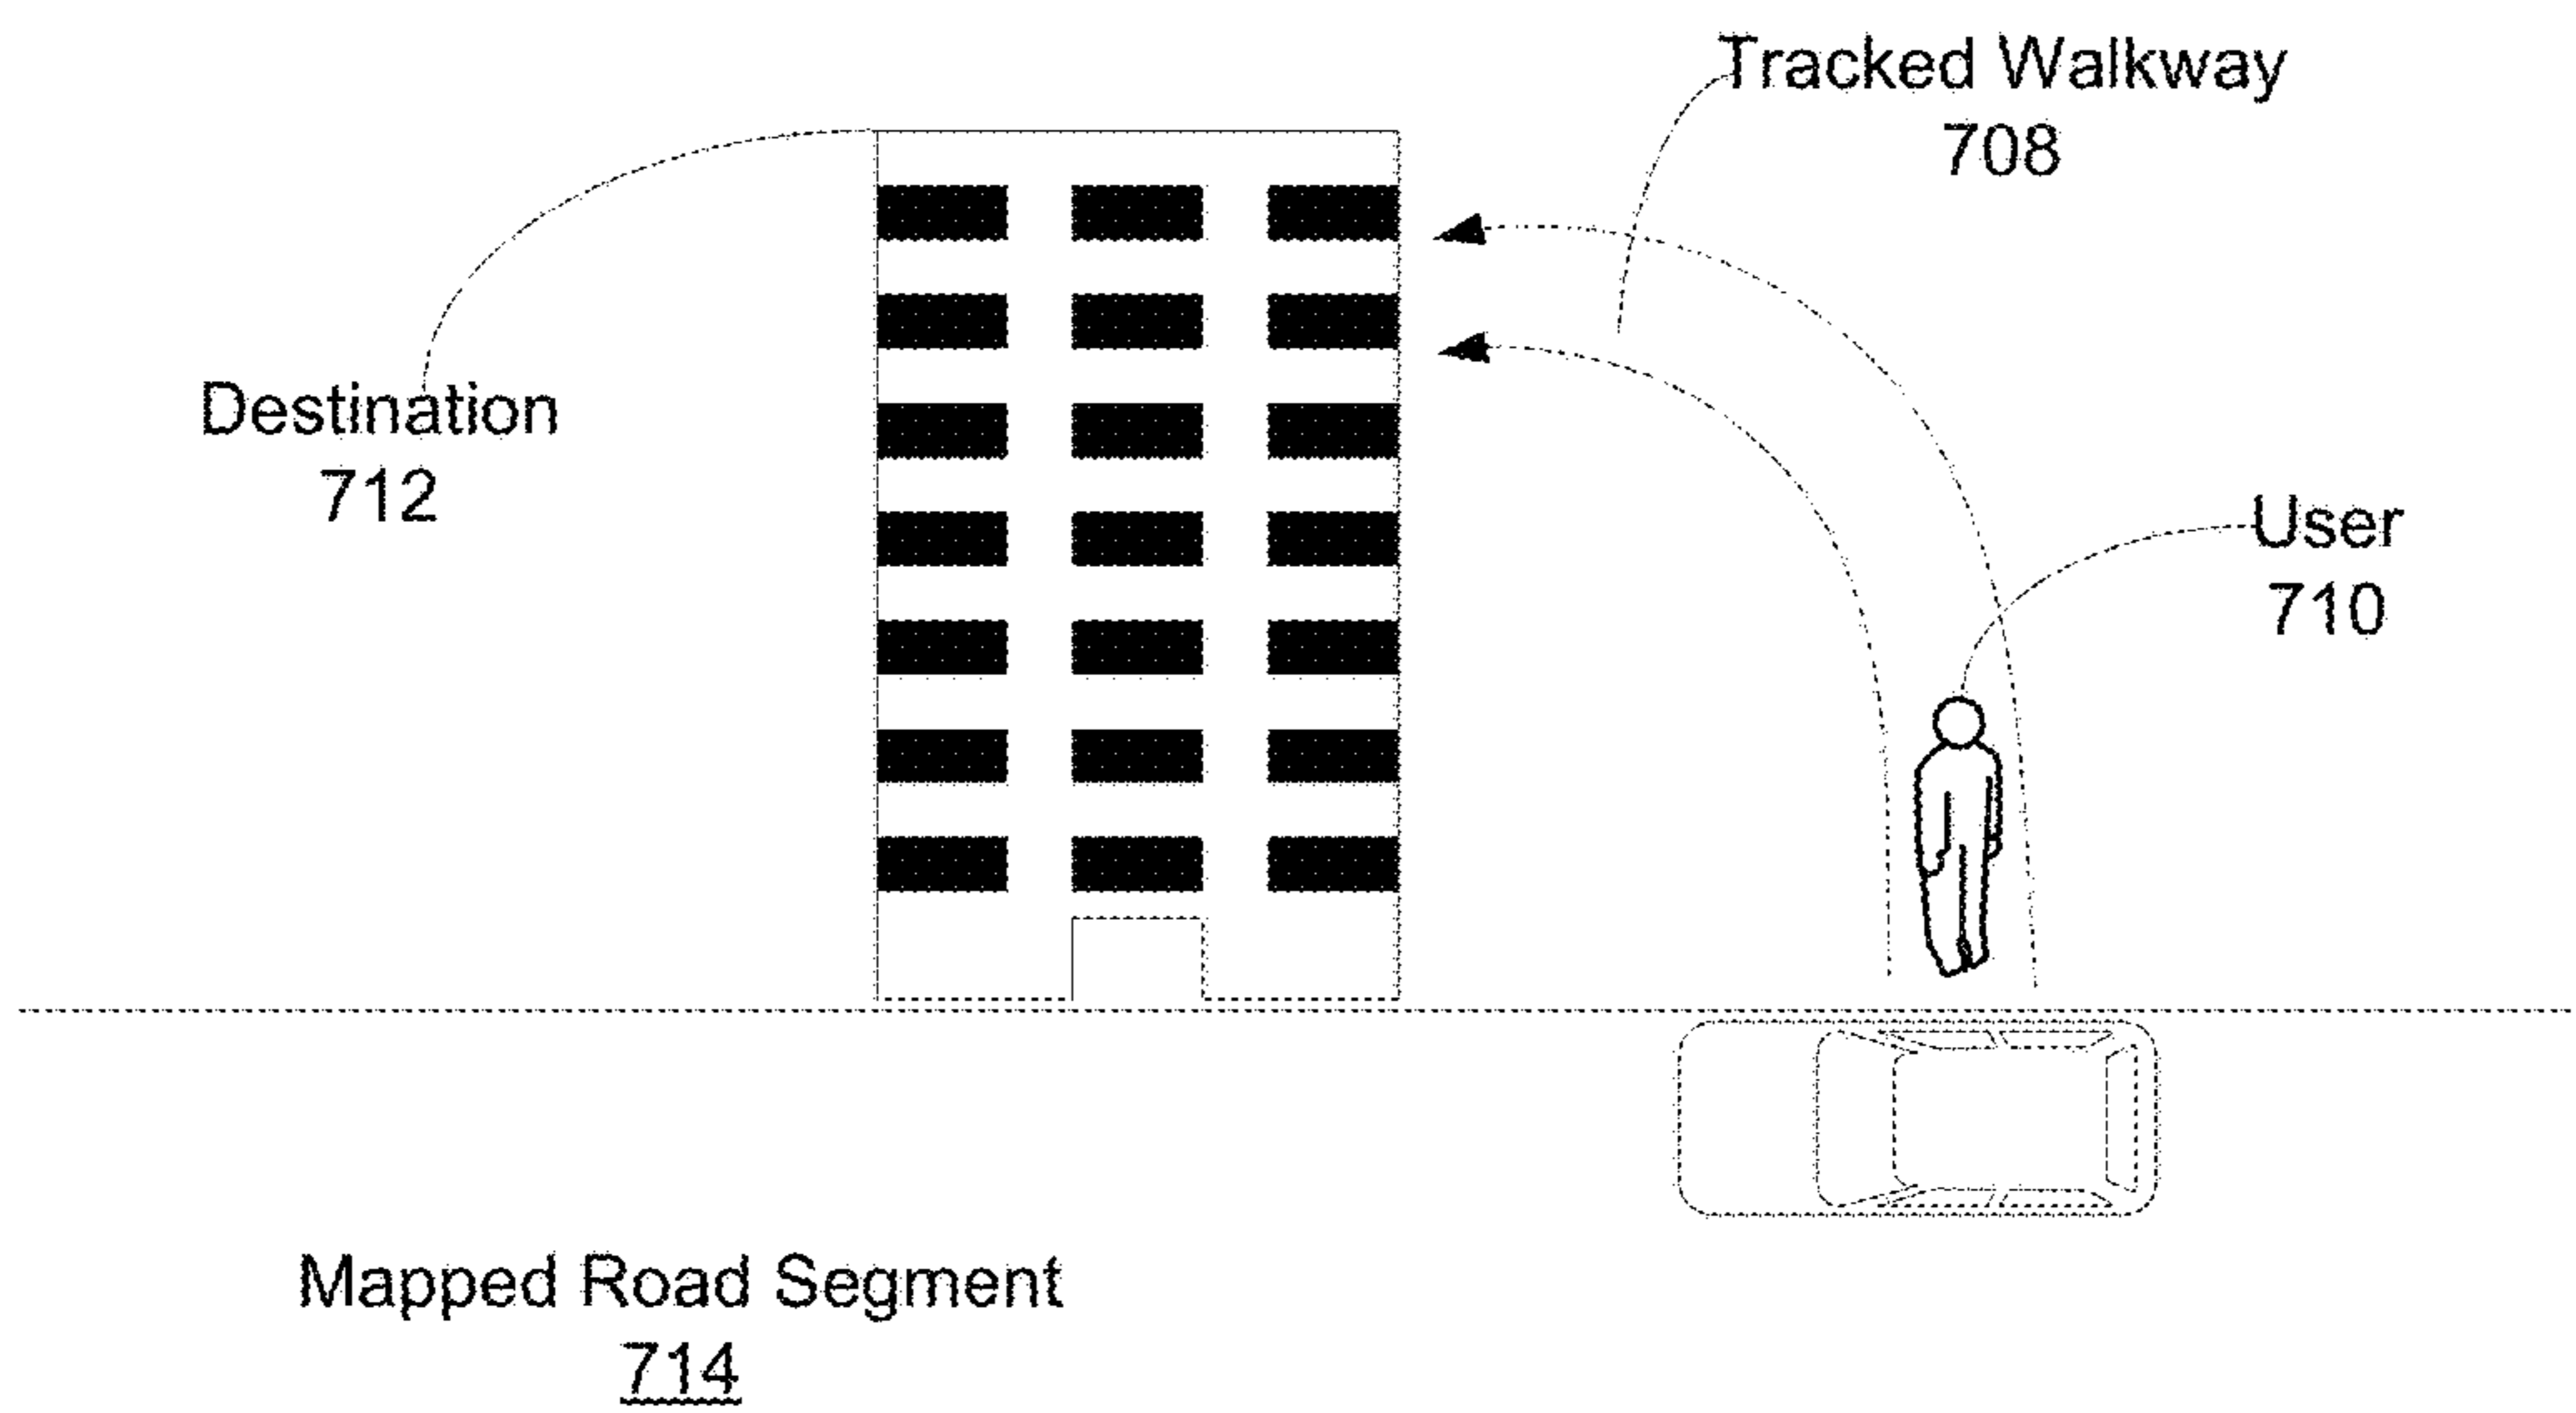 Tracked Walkway
708
Destination
712
User
710
Mapped Road Segment
714